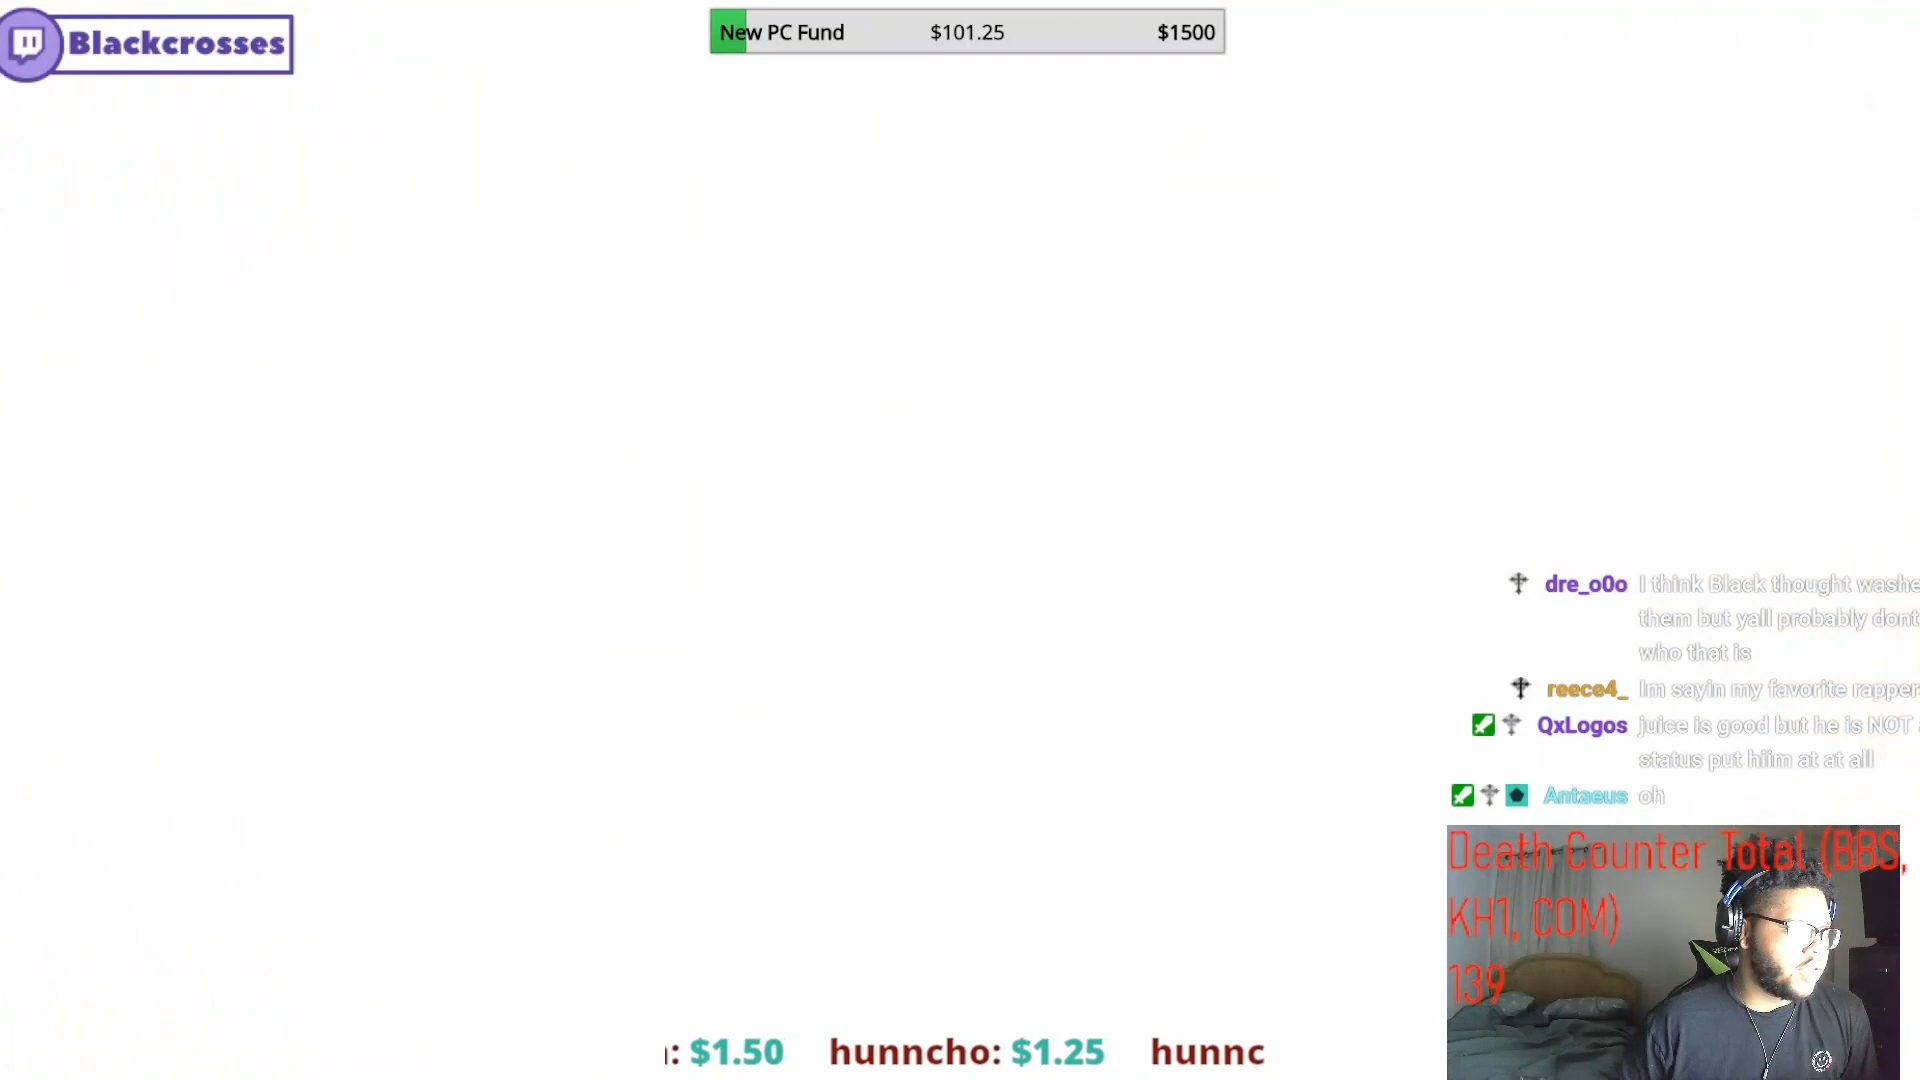 Blackcrosses
New PC Fund $101.25 $1500
dre_o0o I think Black thought washe
them but yall probably dont
who that is
reece4_ Im sayin my favorite rappers
QxLogos juice is good but he is NOT
status put hiim at at all
Antaeus oh
Death Counter Total (BBS,
KH1, COM)
139
: $1.50 hunncho: $1.25 hunnc